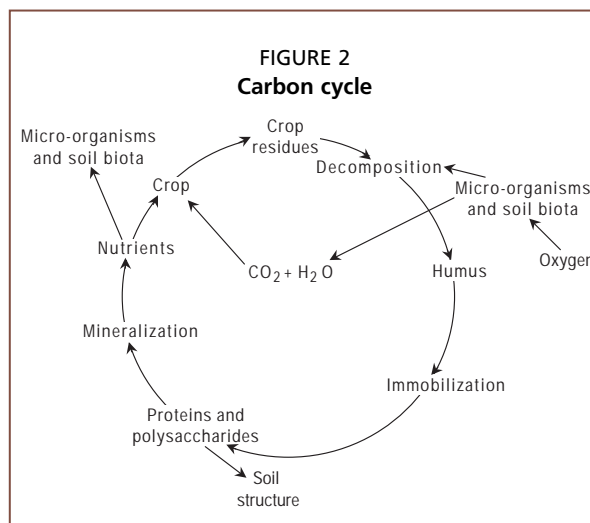 FIGURE 2
Carbon cycle
Crop
residues
Micro-organisms
and soil biota
Decomposition
Crop
Micro-organisms
and soil biota
Nutrients
CO₂ + H₂O
Humus
Oxygen
Mineralization
Immobilization
Proteins and
polysaccharides
Soil
structure